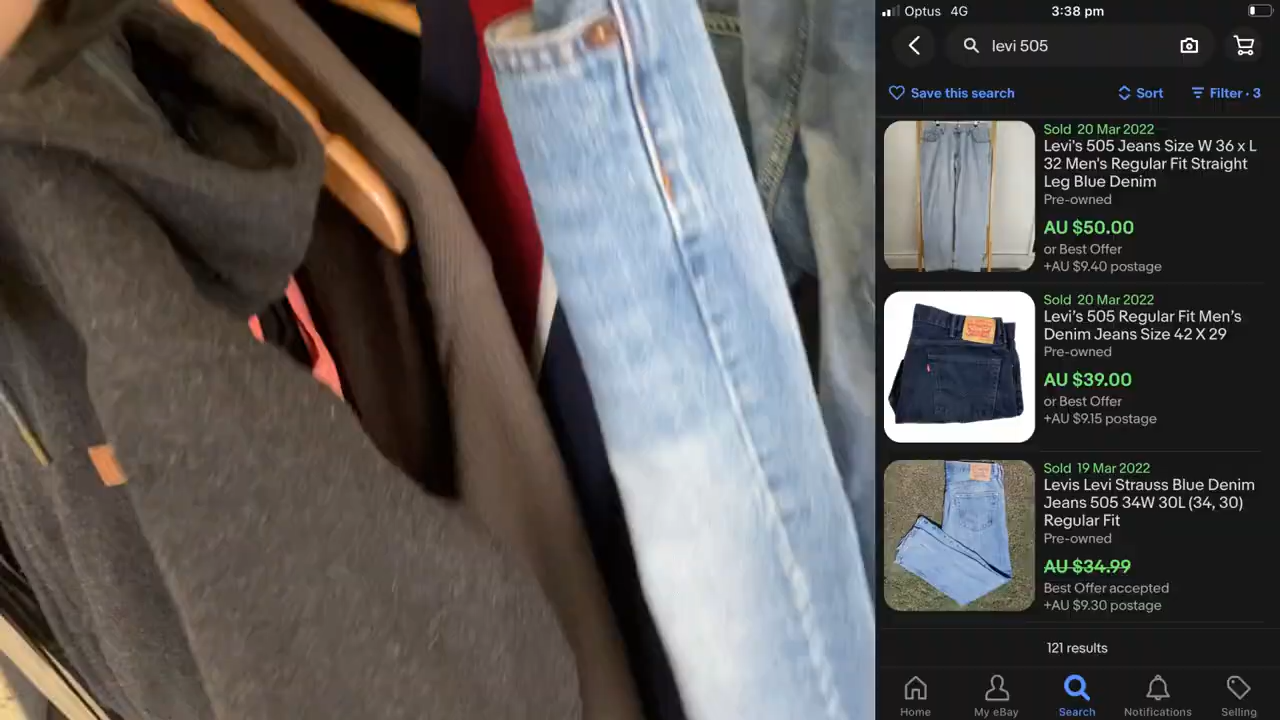 Optus 4G 3:38 pm
levi 505
Save this search Sort Filter · 3
Sold 20 Mar 2022
Levi's 505 Jeans Size W 36 x L
32 Men's Regular Fit Straight
Leg Blue Denim
Pre-owned
AU $50.00
or Best Offer
+AU $9.40 postage
Sold 20 Mar 2022
Levi's 505 Regular Fit Men's
Denim Jeans Size 42 X 29
Pre-owned
AU $39.00
or Best Offer
+AU $9.15 postage
Sold 19 Mar 2022
Levis Levi Strauss Blue Denim
Jeans 505 34W 30L (34, 30)
Regular Fit
Pre-owned
AU $34.99
Best Offer accepted
+AU $9.30 postage
121 results
Home My eBay Search Notifications Selling